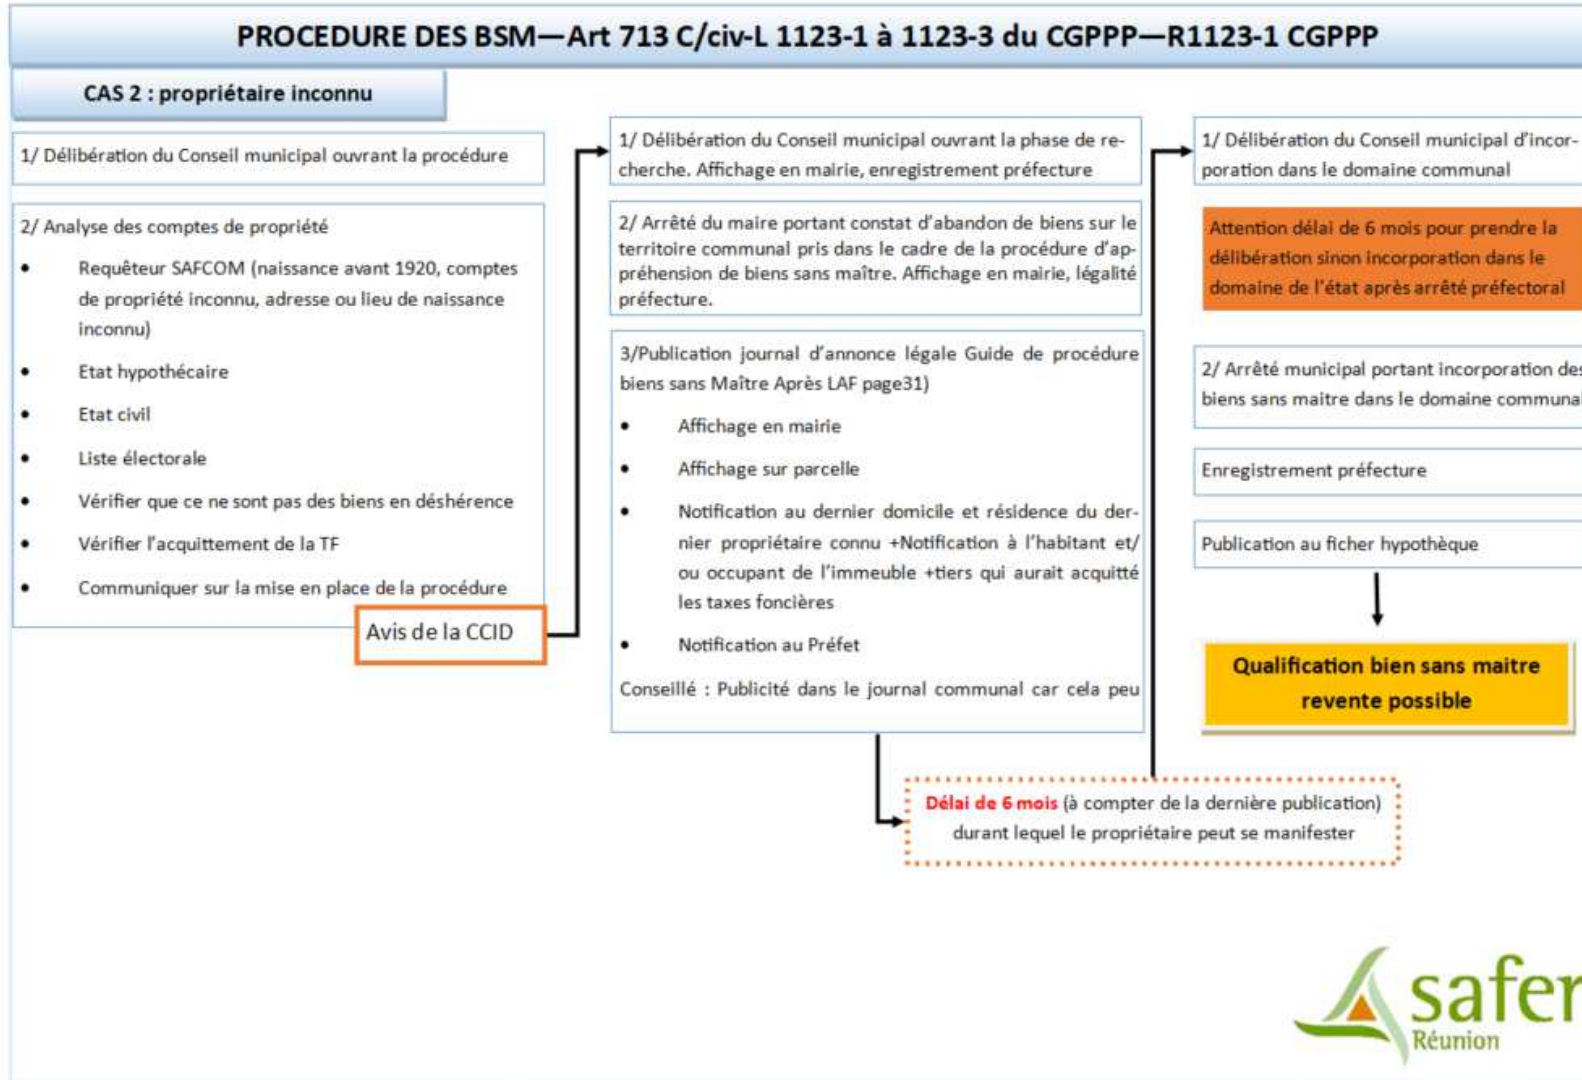 PROCEDURE DES BSM—Art 713 C/civ-L 1123-1 à 1123-3 du CGPPP—R1123-1 CGPPP
CAS 2 : propriétaire inconnu
1/ Délibération du Conseil municipal ouvrant la procédure
2/ Analyse des comptes de propriété
• Requêteur SAFCOM (naissance avant 1920, comptes
de propriété inconnu, adresse ou lieu de naissance
inconnu)
• Etat hypothécaire
• Etat civil
• Liste électorale
• Vérifier que ce ne sont pas des biens en déshérence
• Vérifier l'acquittement de la TF
• Communiquer sur la mise en place de la procédure
Avis de la CCID
1/ Délibération du Conseil municipal ouvrant la phase de re-
cherche. Affichage en mairie, enregistrement préfecture
2/ Arrêté du maire portant constat d'abandon de biens sur le
territoire communal pris dans le cadre de la procédure d'ap-
préhension de biens sans maître. Affichage en mairie, légalité
préfecture.
3/Publication journal d'annonce légale Guide de procédure
biens sans Maître Après LAF page31)
• Affichage en mairie
• Affichage sur parcelle
• Notification au dernier domicile et résidence du der-
nier propriétaire connu +Notification à l'habitant et/
ou occupant de l'immeuble +tiers qui aurait acquitté
les taxes foncières
• Notification au Préfet
Conseillé : Publicité dans le journal communal car cela peu
Délai de 6 mois (à compter de la dernière publication)
durant lequel le propriétaire peut se manifester
1/ Délibération du Conseil municipal d'incor-
poration dans le domaine communal
Attention délai de 6 mois pour prendre la
délibération sinon incorporation dans le
domaine de l'état après arrêté préfectoral
2/ Arrêté municipal portant incorporation des
biens sans maitre dans le domaine communal
Enregistrement préfecture
Publication au ficher hypothèque
Qualification bien sans maitre
revente possible
safer
Réunion